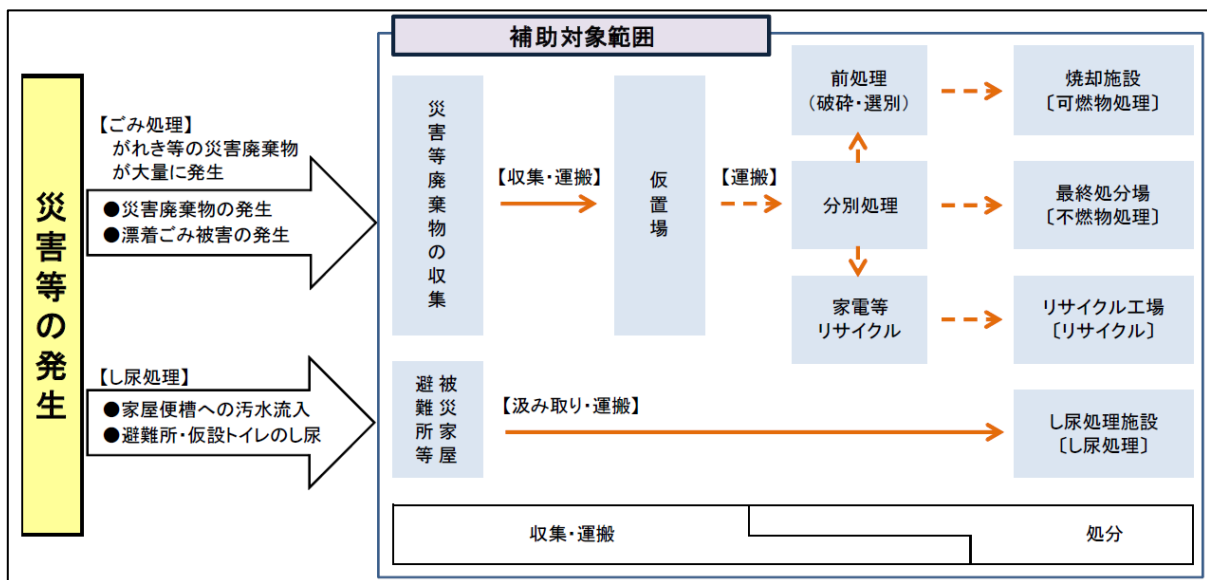 補助対象範囲
災害等の発生
【ごみ処理】
がれき等の災害廃棄物
が大量に発生
●災害廃棄物の発生
●漂着ごみ被害の発生
【し尿処理】
●家屋便槽への汚水流入
●避難所・仮設トイレのし尿
災害等廃棄物の収集
【収集・運搬】
仮置場
【運搬】
前処理
(破砕・選別)
分別処理
家電等
リサイクル
焼却施設
〔可燃物処理〕
最終処分場
〔不燃物処理〕
リサイクル工場
〔リサイクル〕
被災家屋
避難所等
【汲み取り・運搬】
し尿処理施設
〔し尿処理〕
収集・運搬
処分